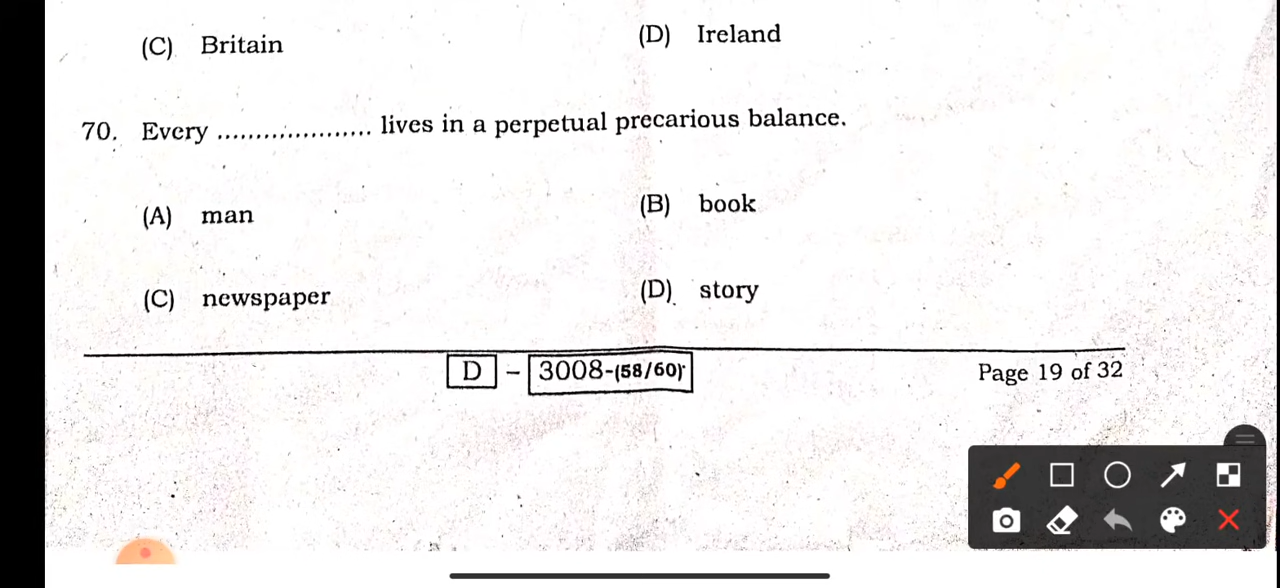 (C) Britain (D) Ireland
70. Every .................... lives in a perpetual precarious balance.
(A) man (B) book
(C) newspaper (D) story
D - 3008-(58/60) Page 19 of 32